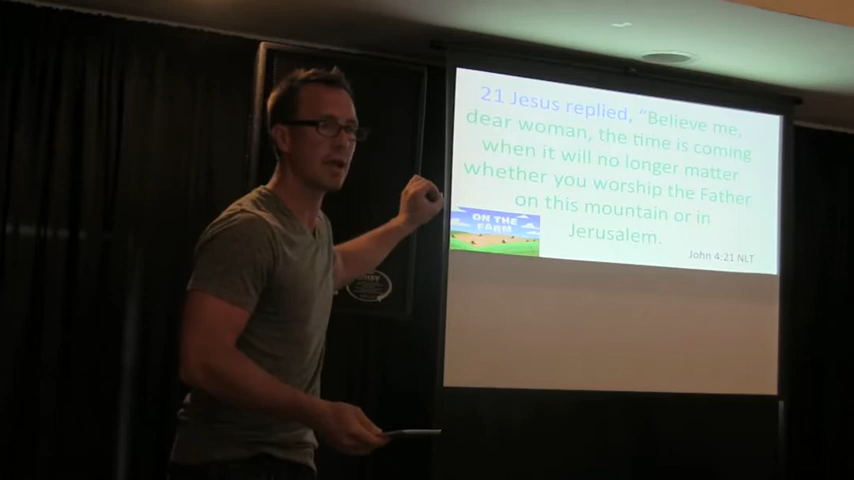 21 Jesus replied, "Believe me,
dear woman, the time is coming
when it will no longer matter
whether you worship the Father
on this mountain or in
Jerusalem.
ON THE
FARM
John 4:21 NLT